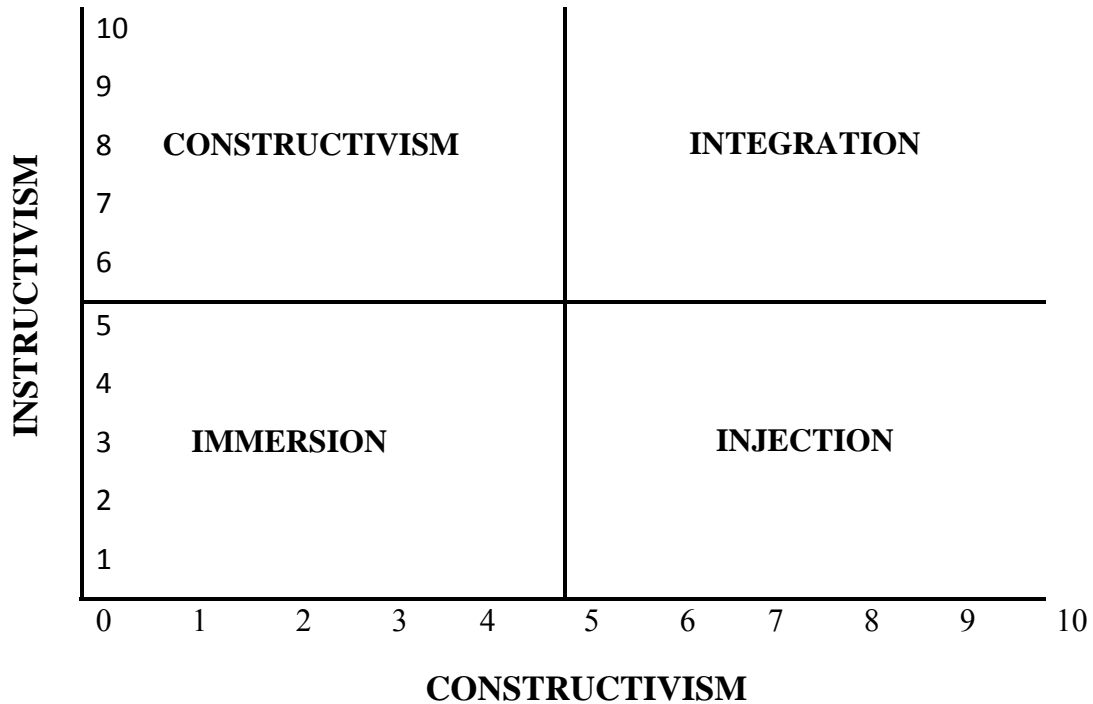 INSTRUCTIVISM
10
9
8 CONSTRUCTIVISM INTEGRATION
7
6
5
4
3 IMMERSION INJECTION
2
1
0 1 2 3 4 5 6 7 8 9 10
CONSTRUCTIVISM